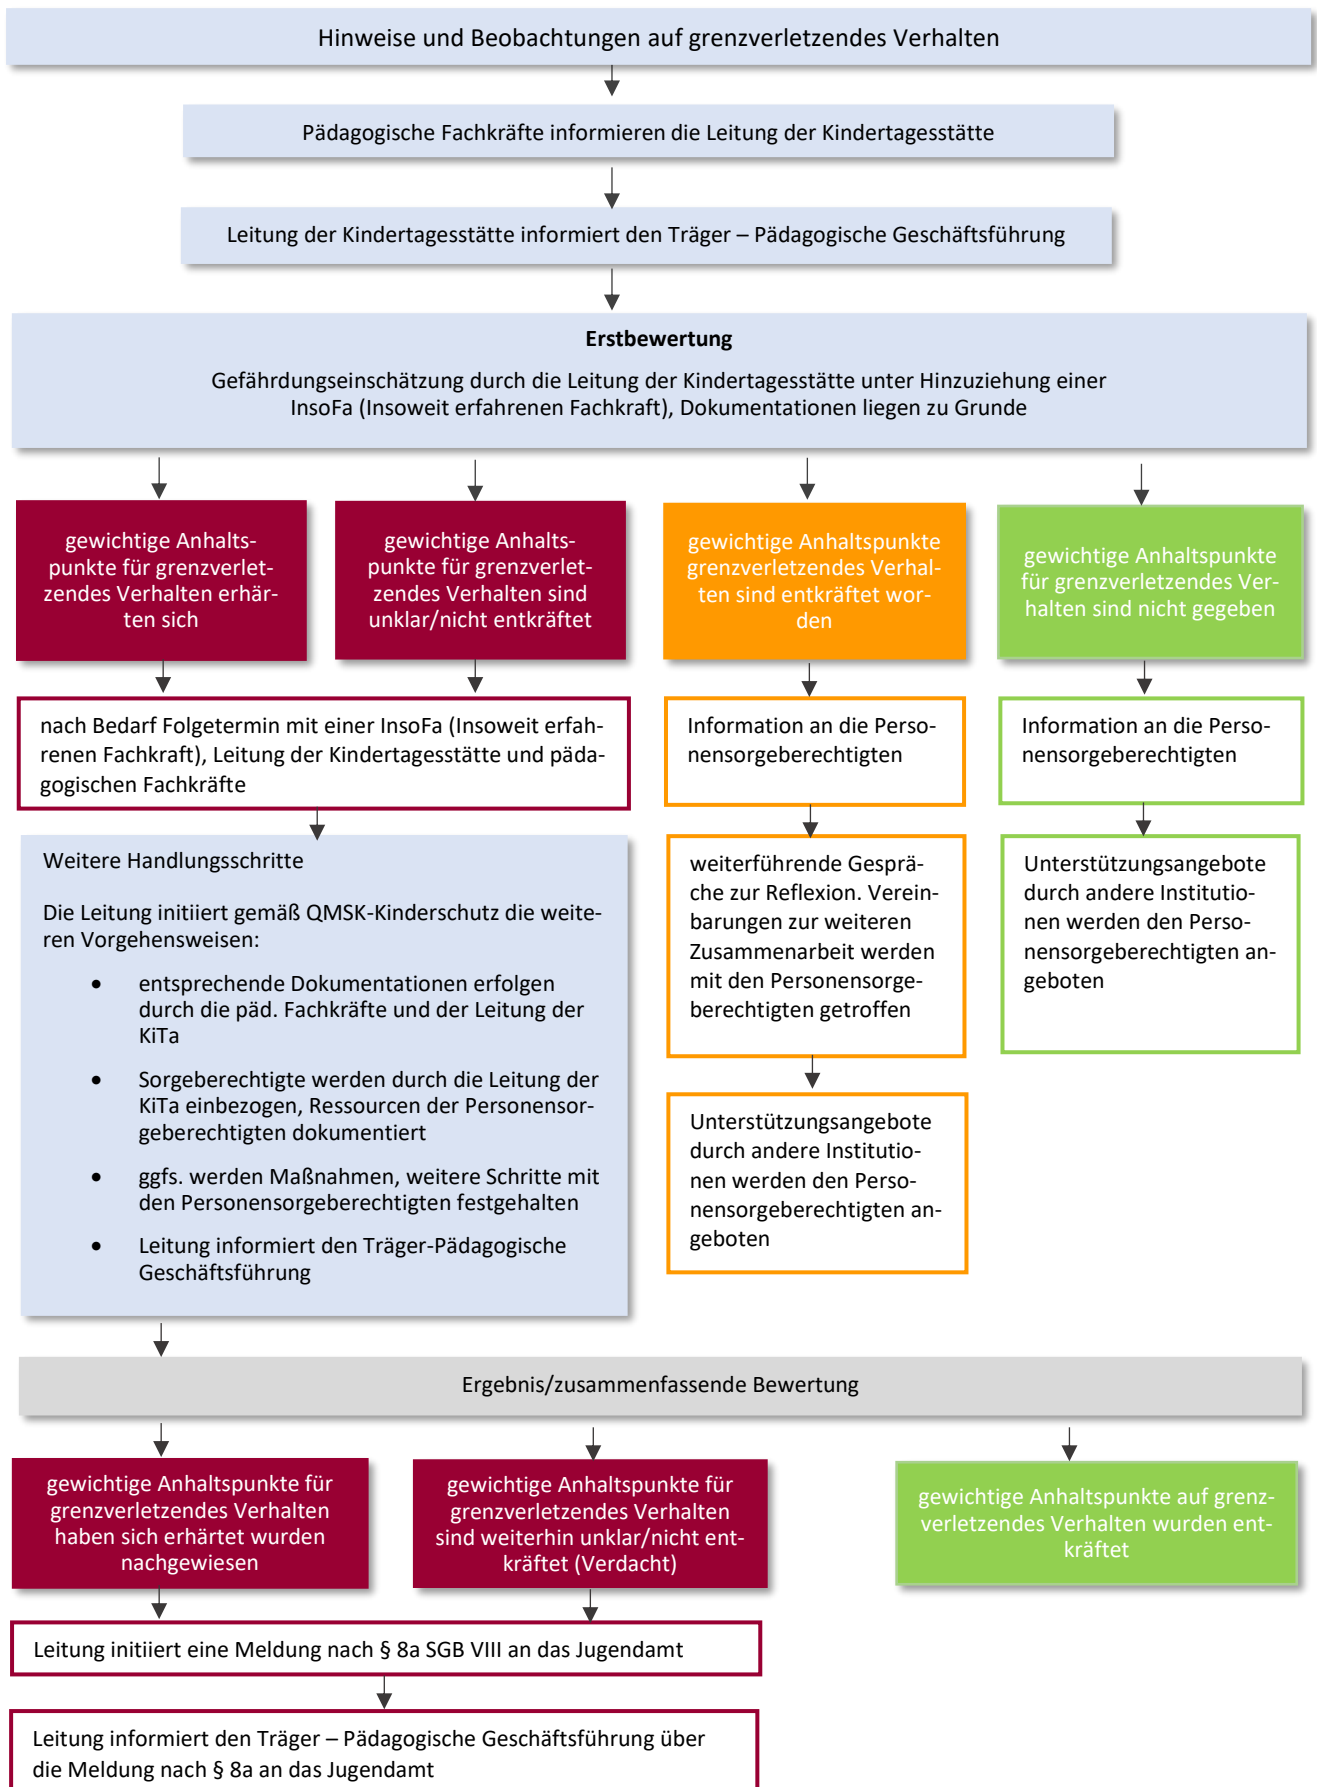 Hinweise und Beobachtungen auf grenzverletzendes Verhalten
Pädagogische Fachkräfte informieren die Leitung der Kindertagesstätte
Leitung der Kindertagesstätte informiert den Träger – Pädagogische Geschäftsführung
Erstbewertung
Gefährdungseinschätzung durch die Leitung der Kindertagesstätte unter Hinzuziehung einer
InsoFa (Insoweit erfahrenen Fachkraft), Dokumentationen liegen zu Grunde
gewichtige Anhalts-
punkte für grenzverlet-
zendes Verhalten erhär-
ten sich
gewichtige Anhalts-
punkte für grenzverlet-
zendes Verhalten sind
unklar/nicht entkräftet
gewichtige Anhaltspunkte
grenzverletzendes Verhal-
ten sind entkräftet wor-
den
gewichtige Anhaltspunkte
für grenzverletzendes Ver-
halten sind nicht gegeben
nach Bedarf Folgetermin mit einer InsoFa (Insoweit erfah-
renen Fachkraft), Leitung der Kindertagesstätte und päda-
gogischen Fachkräfte
Information an die Perso-
nensorgeberechtigten
Information an die Perso-
nensorgeberechtigten
Weitere Handlungsschritte
Die Leitung initiiert gemäß QMSK-Kinderschutz die weite-
ren Vorgehensweisen:
• entsprechende Dokumentationen erfolgen
durch die päd. Fachkräfte und der Leitung der
KiTa
• Sorgeberechtigte werden durch die Leitung der
KiTa einbezogen, Ressourcen der Personensor-
geberechtigten dokumentiert
• ggfs. werden Maßnahmen, weitere Schritte mit
den Personensorgeberechtigten festgehalten
• Leitung informiert den Träger-Pädagogische
Geschäftsführung
weiterführende Gesprä-
che zur Reflexion. Verein-
barungen zur weiteren
Zusammenarbeit werden
mit den Personensorge-
berechtigten getroffen
Unterstützungsangebote
durch andere Institutio-
nen werden den Perso-
nensorgeberechtigten an-
geboten
Unterstützungsangebote
durch andere Institutio-
nen werden den Perso-
nensorgeberechtigten an-
geboten
Ergebnis/zusammenfassende Bewertung
gewichtige Anhaltspunkte für
grenzverletzendes Verhalten
haben sich erhärtet wurden
nachgewiesen
gewichtige Anhaltspunkte für
grenzverletzendes Verhalten
sind weiterhin unklar/nicht ent-
kräftet (Verdacht)
gewichtige Anhaltspunkte auf grenz-
verletzendes Verhalten wurden ent-
kräftet
Leitung initiiert eine Meldung nach § 8a SGB VIII an das Jugendamt
Leitung informiert den Träger – Pädagogische Geschäftsführung über
die Meldung nach § 8a an das Jugendamt